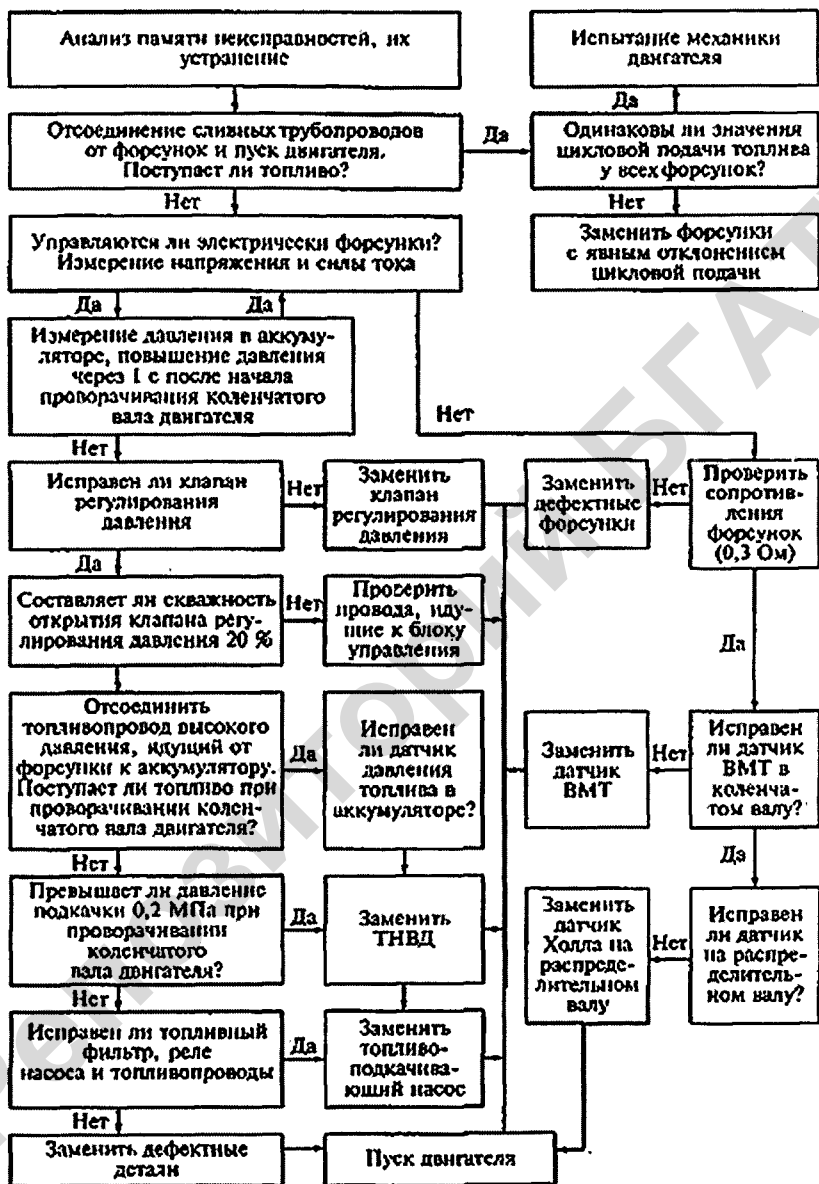 Анализ памяти неисправностей, их
устранение
Испытание механики
двигателя
Да
Отсоединение сливных трубопроводов
от форсунок и пуск двигателя.
Поступает ли топливо?
Да
Одинаковы ли значения
цикловой подачи топлива
у всех форсунок?
Нет
Нет
Управляются ли электрически форсунки?
Измерение напряжения и силы тока
Заменить форсунки
с явным отклонением
цикловой подачи
Да
Да
Измерение давления в аккуму-
ляторе, повышение давления
через 1 с после начала
проворачивания коленчатого
вала двигателя
Нет
Нет
Исправен ли клапан
регулирования
давления
Нет
Заменить
клапан
регулирования
давления
Заменить
дефектные
форсунки
Нет
Проверить
сопротив-
ления
форсунок
(0,3 Ом)
Да
Составляет ли скважность
открытия клапана регу-
лирования давления 20 %
Нет
Проверить
провода, иду-
щие к блоку
управления
Да
Отсоединить
топливопровод высокого
давления, идущий от
форсунки к аккумулятору.
Поступает ли топливо при
проворачивании колен-
чатого вала двигателя?
Да
Исправен
ли датчик
давления
топлива в
аккумуляторе?
Заменить
датчик
ВМТ
Нет
Исправен
ли датчик
ВМТ в
коленча-
том валу?
Нет
Да
Превышает ли давление
подкачки 0,2 МПа при
проворачивании
коленчатого
вала двигателя?
Да
Заменить
ТНВД
Заменить
датчик
Холла на
распреде-
лительном
валу
Нет
Исправен
ли датчик
на распре-
делитель-
ном валу?
Нет
Исправен ли топливный
фильтр, реле
насоса и топливопроводы
Да
Заменить
топливо-
подкачива-
ющий насос
Нет
Заменить дефектные
детали
Пуск двигателя
Репозиторий БГАТ